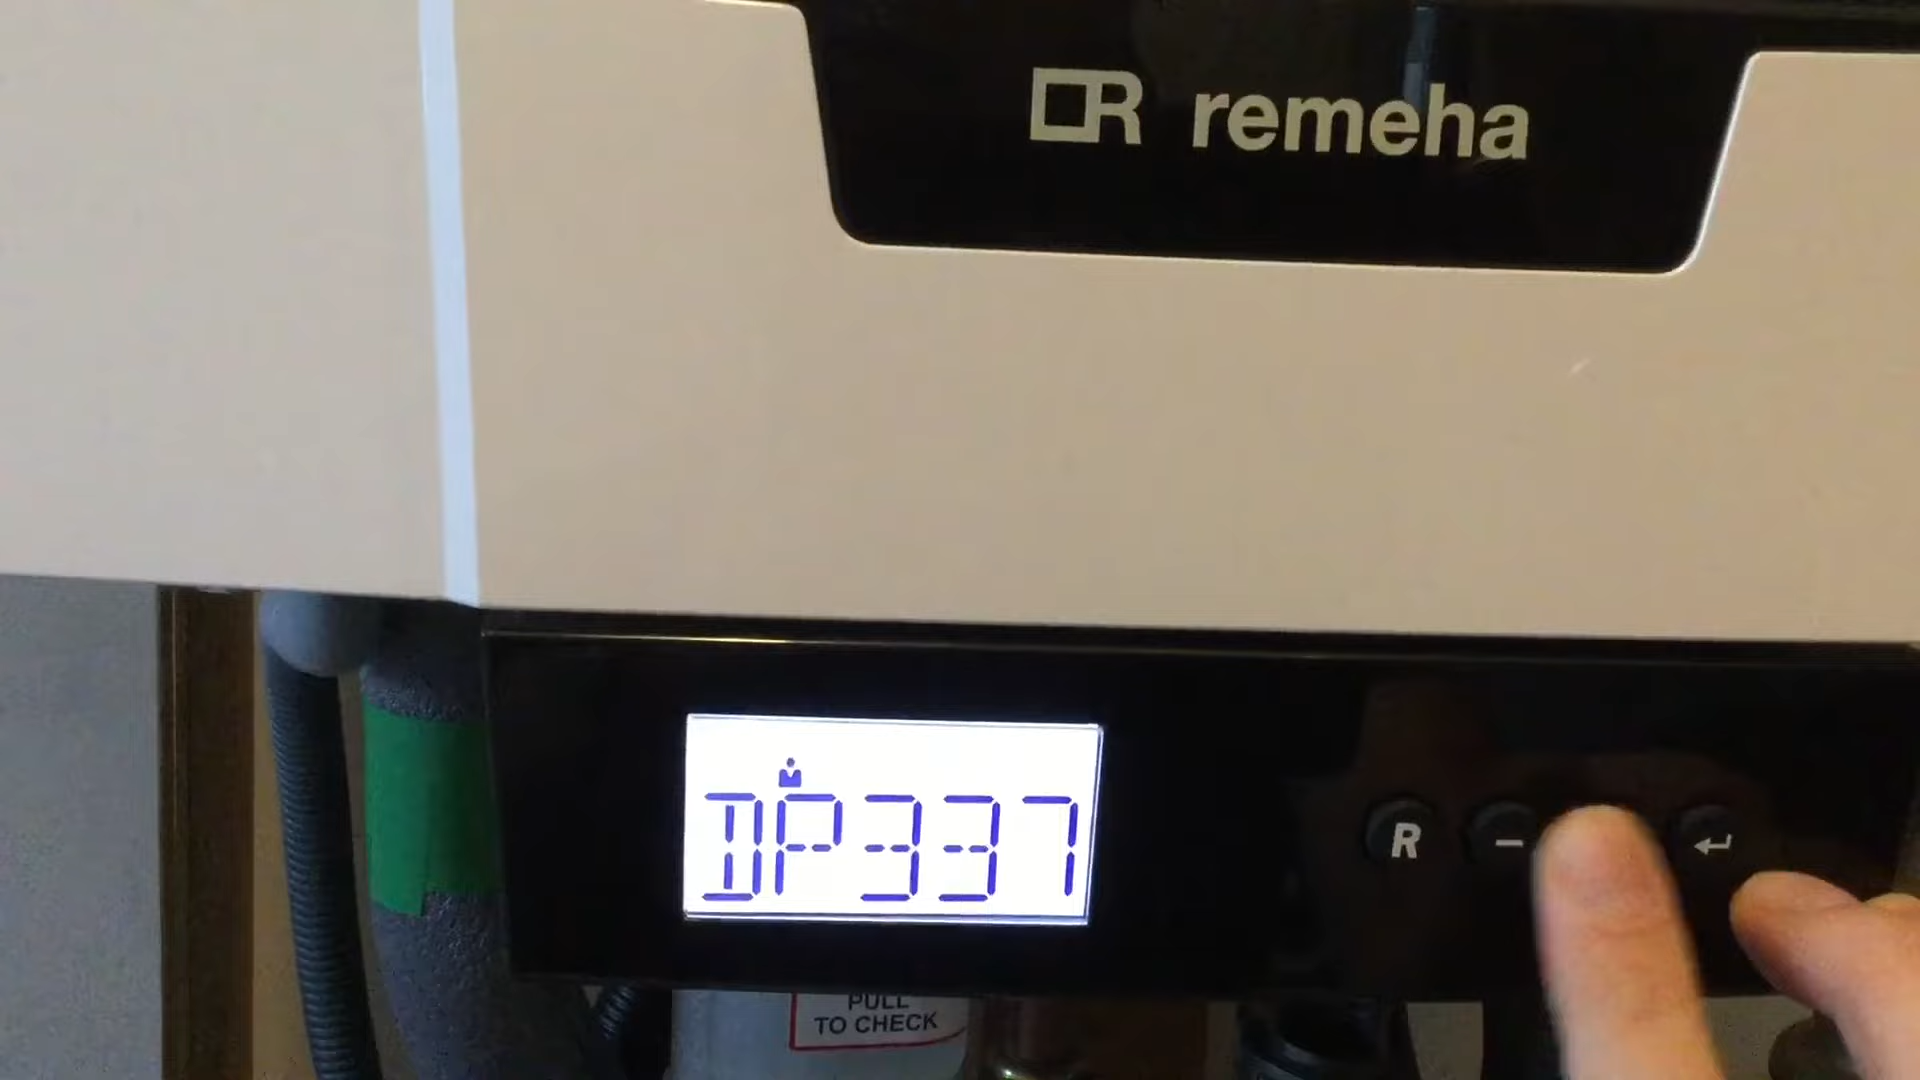 R remeha
DP337
R - ↵
PULL
TO CHECK